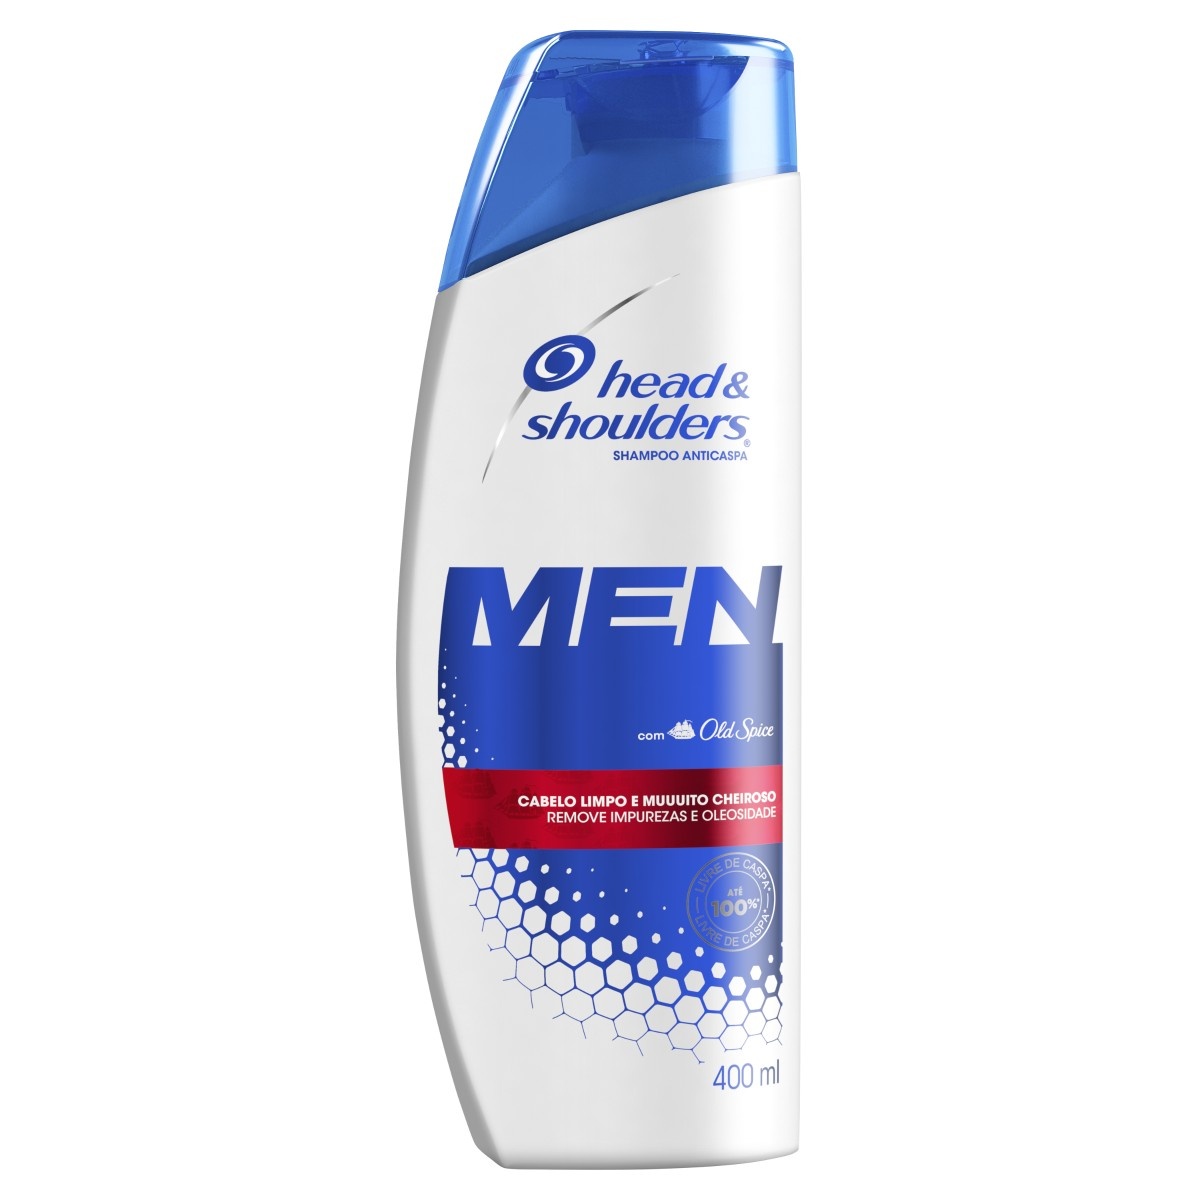 head &
shoulders®
SHAMPOO ANTICASPA
MEN
com Old Spice
CABELO LIMPO E MUUUITO CHEIROSO
REMOVE IMPUREZAS E OLEOSIDADE
LIVRE DE CASPA*
ATÉ
100%*
LIVRE DE CASPA*
400 ml